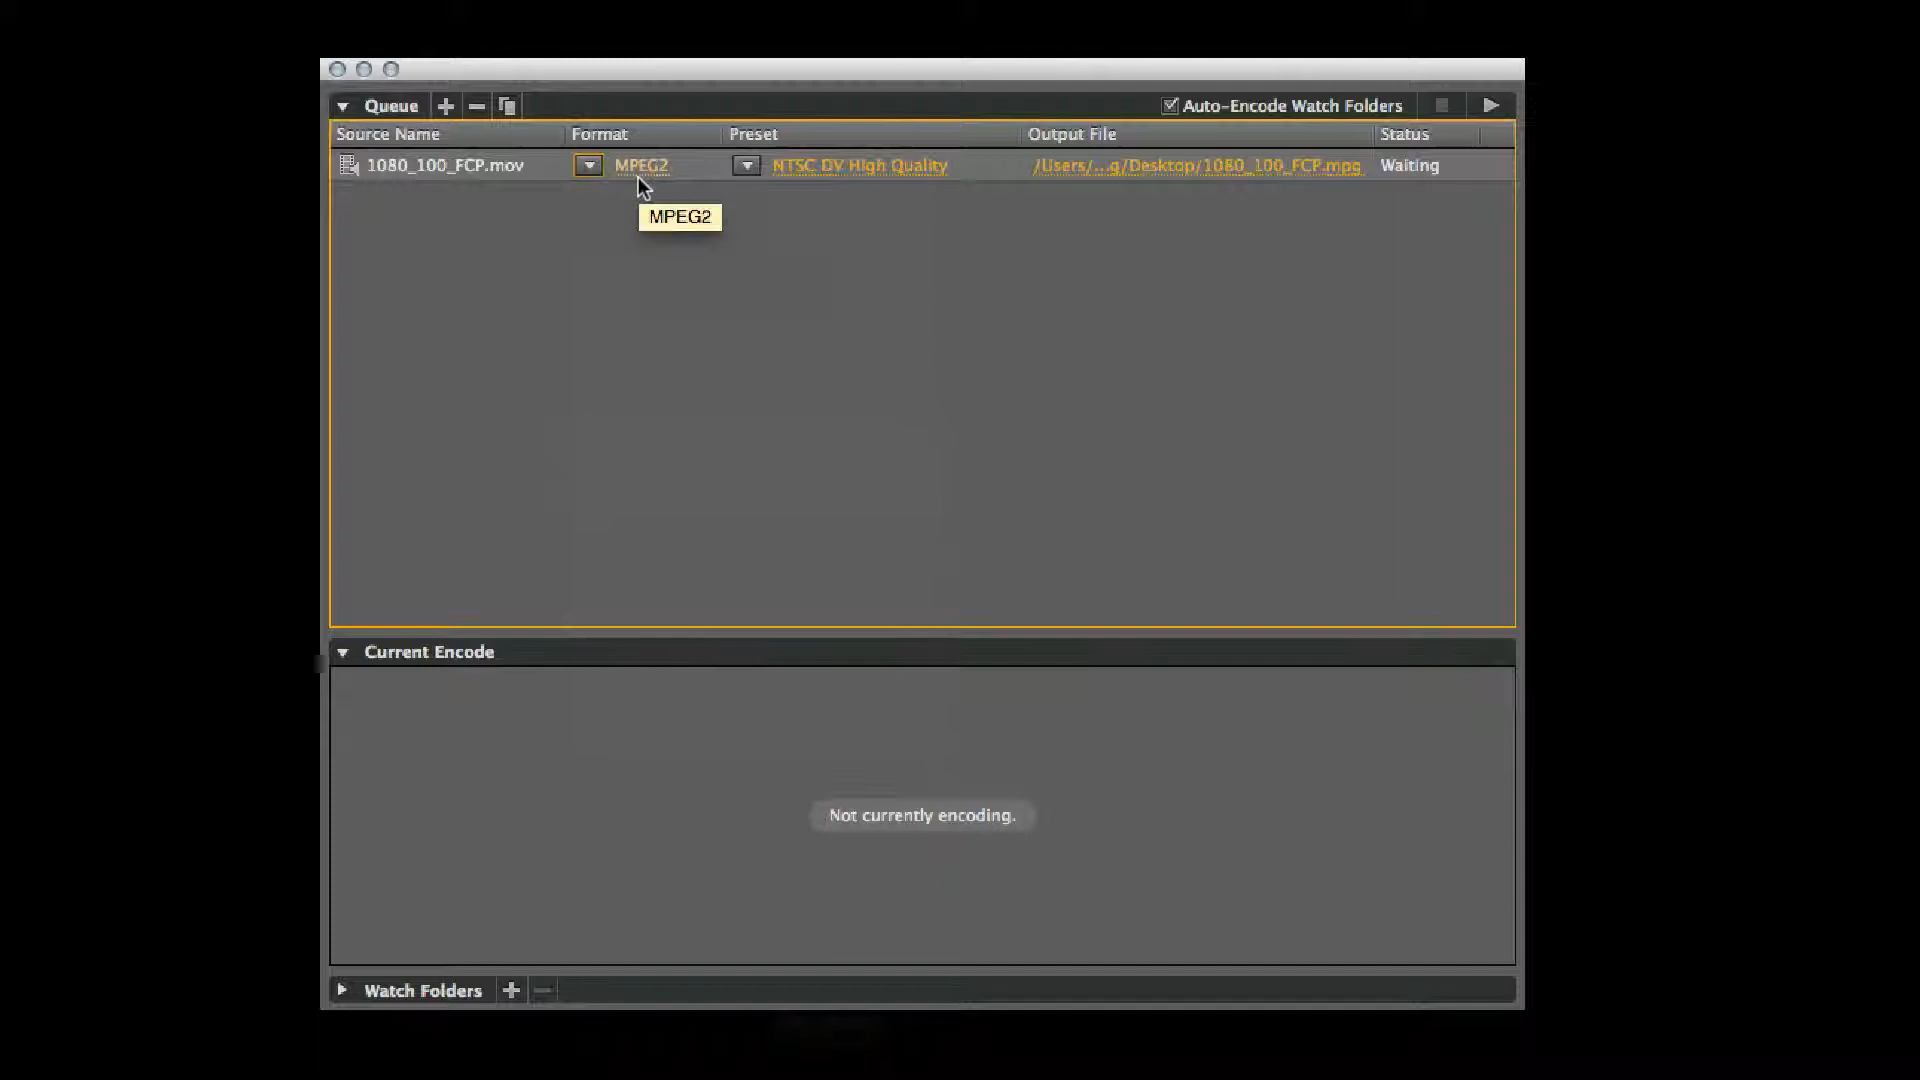 Queue
Auto-Encode Watch Folders
Source Name Format Preset Output File Status
1080_100_FCP.mov MPEG2 NTSC DV High Quality /Users/...g/Desktop/1080_100_FCP.mpg Waiting
MPEG2
Current Encode
Not currently encoding.
Watch Folders